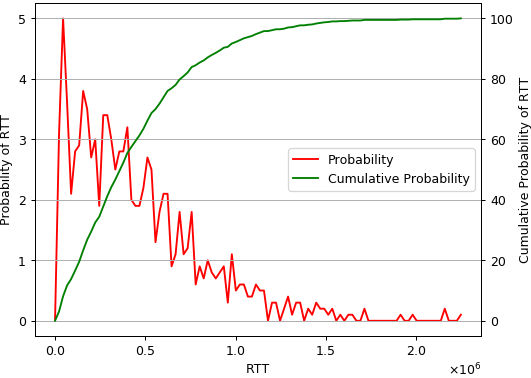 5
4
3
2
1
0
Probability of RTT
100
80
60
40
20
0
Cumulative Probability of RTT
Probability
Cumulative Probability
0.0 0.5 1.0 1.5 2.0
RTT
×10⁶